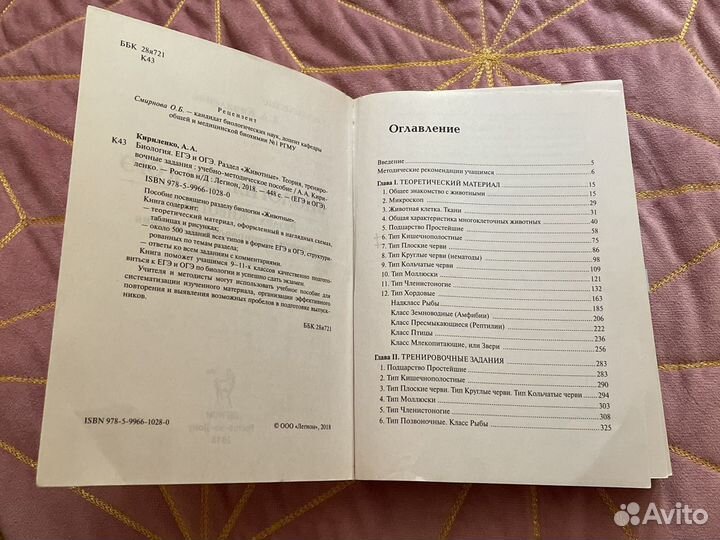 ББК 28я721
К43
Рецензент
Смирнова О.Б. — кандидат биологических наук, доцент кафедры
общей и медицинской биохимии №1 РГМУ
Кириленко, А. А.
К43 Биология. ЕГЭ и ОГЭ. Раздел «Животные». Теория, трениро-
вочные задания : учебно-методическое пособие / А.А. Кири-
ленко. — Ростов н/Д : Легион, 2018. — 448 с. — (ЕГЭ и ОГЭ).
ISBN 978-5-9966-1028-0
Пособие посвящено разделу биологии «Животные».
Книга содержит:
— теоретический материал, оформленный в наглядных схемах,
таблицах и рисунках;
— около 500 заданий всех типов в формате ЕГЭ и ОГЭ, структури-
рованных по темам раздела;
— ответы ко всем заданиям с комментариями.
Книга поможет учащимся 9–11-х классов качественно подгото-
виться к ЕГЭ и ОГЭ по биологии и успешно сдать экзамен.
Учителя и методисты могут использовать учебное пособие для
систематизации изученного материала, организации эффективного
повторения и выявления возможных пробелов в подготовке выпуск-
ников.
ББК 28я721
ISBN 978-5-9966-1028-0
© ООО «Легион», 2018
Оглавление
Введение 5
Методические рекомендации учащимся 6
Глава I. ТЕОРЕТИЧЕСКИЙ МАТЕРИАЛ 15
1. Общее знакомство с животными 15
2. Микроскоп 29
3. Животная клетка. Ткани 31
4. Общая характеристика многоклеточных животных 40
5. Подцарство Простейшие 58
6. Тип Кишечнополостные 75
7. Тип Плоские черви 86
8. Тип Круглые черви (нематоды) 98
9. Тип Кольчатые черви 109
10. Тип Моллюски 121
11. Тип Членистоногие 132
12. Тип Хордовые 163
Надкласс Рыбы 185
Класс Земноводные (Амфибии) 206
Класс Пресмыкающиеся (Рептилии) 222
Класс Птицы 236
Класс Млекопитающие, или Звери 256
Глава II. ТРЕНИРОВОЧНЫЕ ЗАДАНИЯ 283
1. Подцарство Простейшие 283
2. Тип Кишечнополостные 290
3. Тип Плоские черви. Тип Круглые черви. Тип Кольчатые черви 294
4. Тип Моллюски 303
5. Тип Членистоногие 308
6. Тип Позвоночные. Класс Рыбы 325
Avito